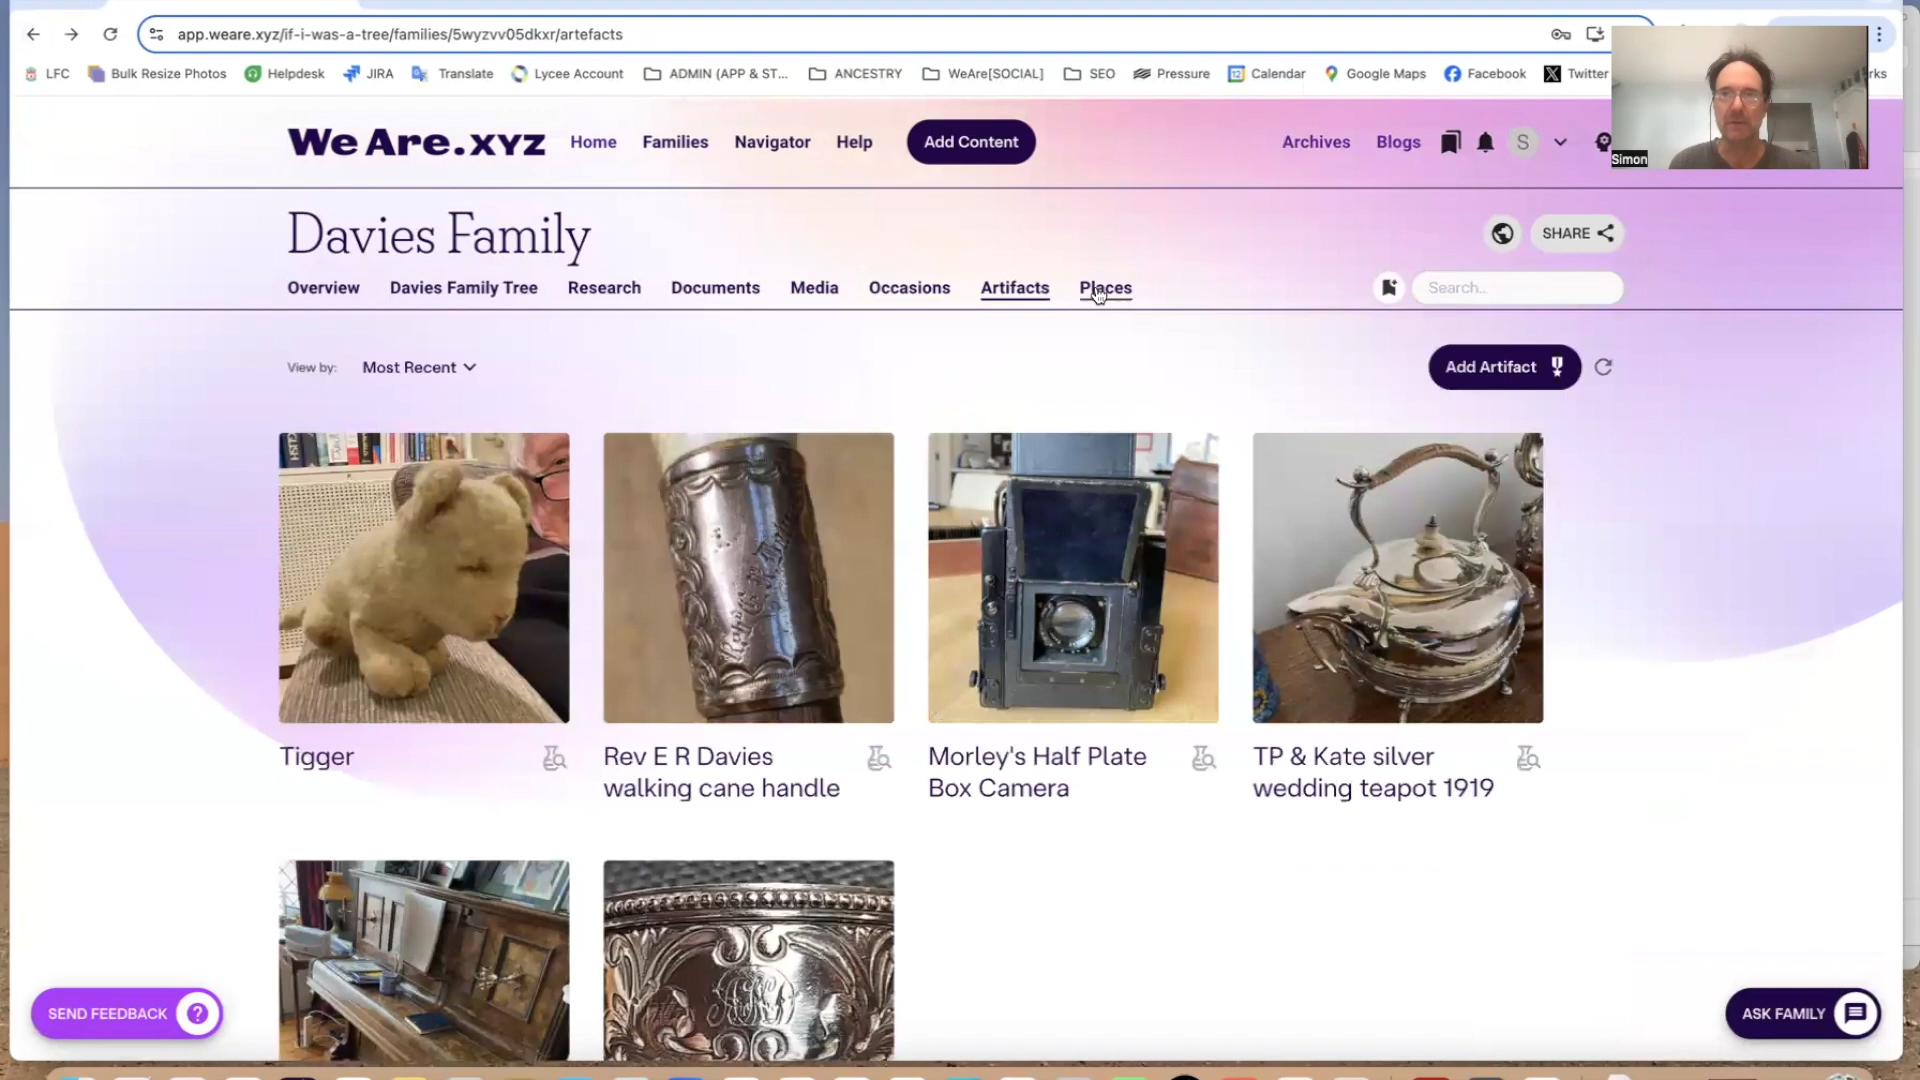 app.weare.xyz/if-i-was-a-tree/families/5wyzvv05dkxr/artefacts
LFC Bulk Resize Photos Helpdesk JIRA Translate Lycee Account ADMIN (APP & ST... ANCESTRY WeAre[SOCIAL] SEO Pressure Calendar Google Maps Facebook Twitter
We Are.xyz Home Families Navigator Help Add Content Archives Blogs S
Simon
Davies Family
SHARE
Overview Davies Family Tree Research Documents Media Occasions Artifacts Places
Search..
View by: Most Recent
Add Artifact
Tigger
Rev E R Davies
walking cane handle
Morley's Half Plate
Box Camera
TP & Kate silver
wedding teapot 1919
SEND FEEDBACK ?
ASK FAMILY